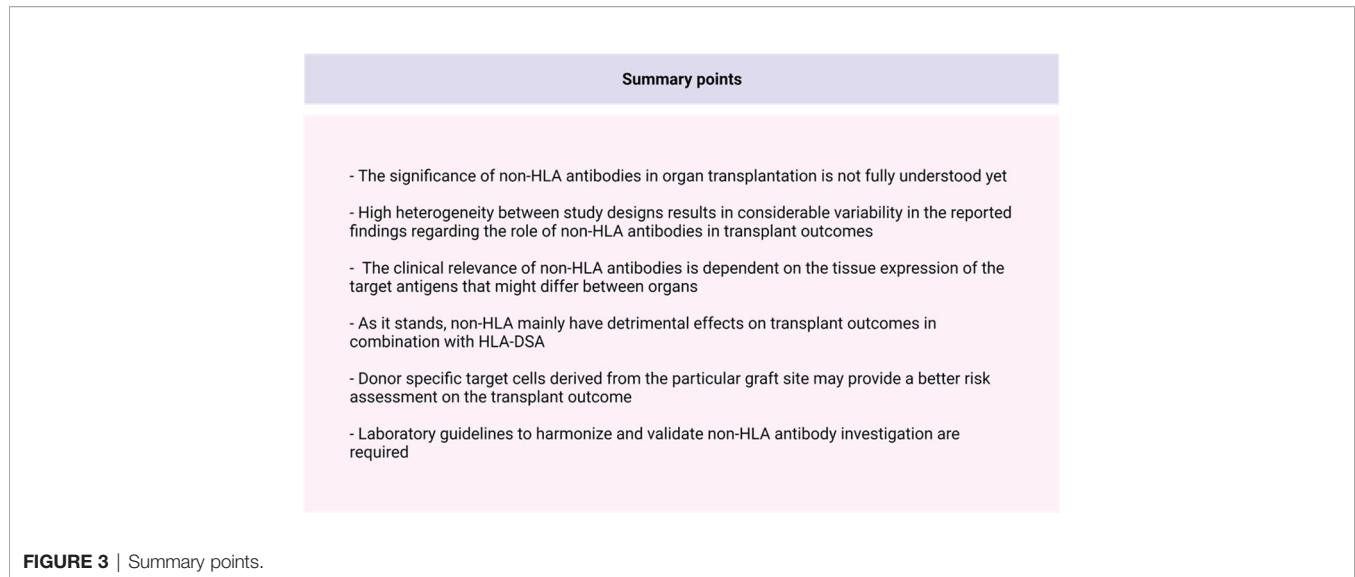 Summary points
- The significance of non-HLA antibodies in organ transplantation is not fully understood yet
- High heterogeneity between study designs results in considerable variability in the reported
findings regarding the role of non-HLA antibodies in transplant outcomes
- The clinical relevance of non-HLA antibodies is dependent on the tissue expression of the
target antigens that might differ between organs
- As it stands, non-HLA mainly have detrimental effects on transplant outcomes in
combination with HLA-DSA
- Donor specific target cells derived from the particular graft site may provide a better risk
assessment on the transplant outcome
- Laboratory guidelines to harmonize and validate non-HLA antibody investigation are
required
FIGURE 3 | Summary points.